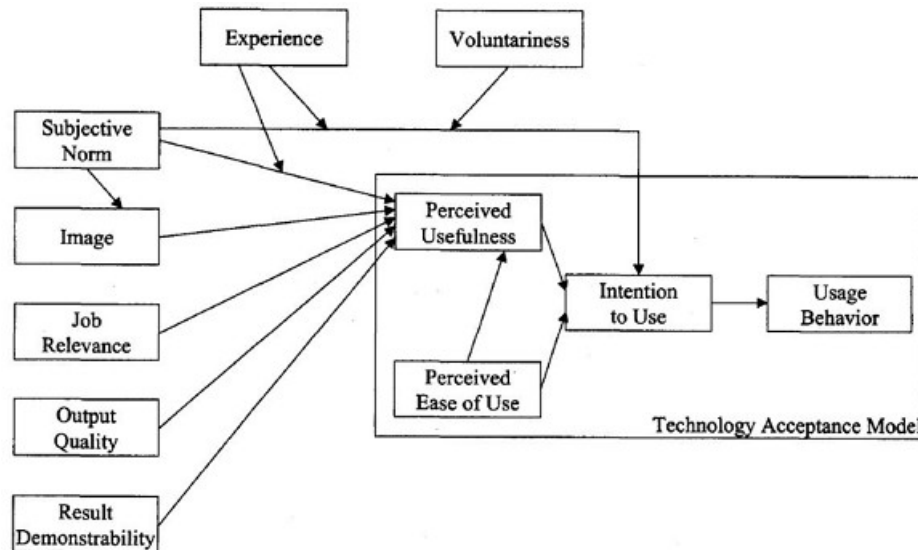 Experience
Voluntariness
Subjective
Norm
Image
Perceived
Usefulness
Job
Relevance
Intention
to Use
Usage
Behavior
Perceived
Ease of Use
Output
Quality
Technology Acceptance Model
Result
Demonstrability